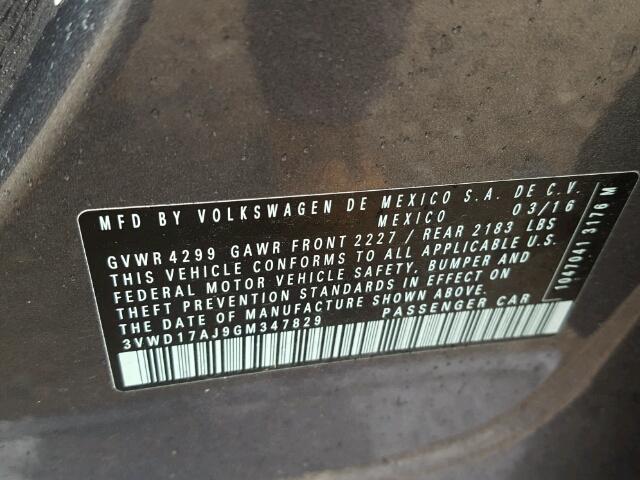 MFD BY VOLKSWAGEN DE MEXICO S.A. DE C.V.
MEXICO 03/16
GVWR 4299 GAWR FRONT 2227 / REAR 2183 LBS
THIS VEHICLE CONFORMS TO ALL APPLICABLE U.S.
FEDERAL MOTOR VEHICLE SAFETY, BUMPER AND
THEFT PREVENTION STANDARDS IN EFFECT ON
THE DATE OF MANUFACTURE SHOWN ABOVE.
3VWD17AJ9GM347829 PASSENGER CAR
1047041 3176 M